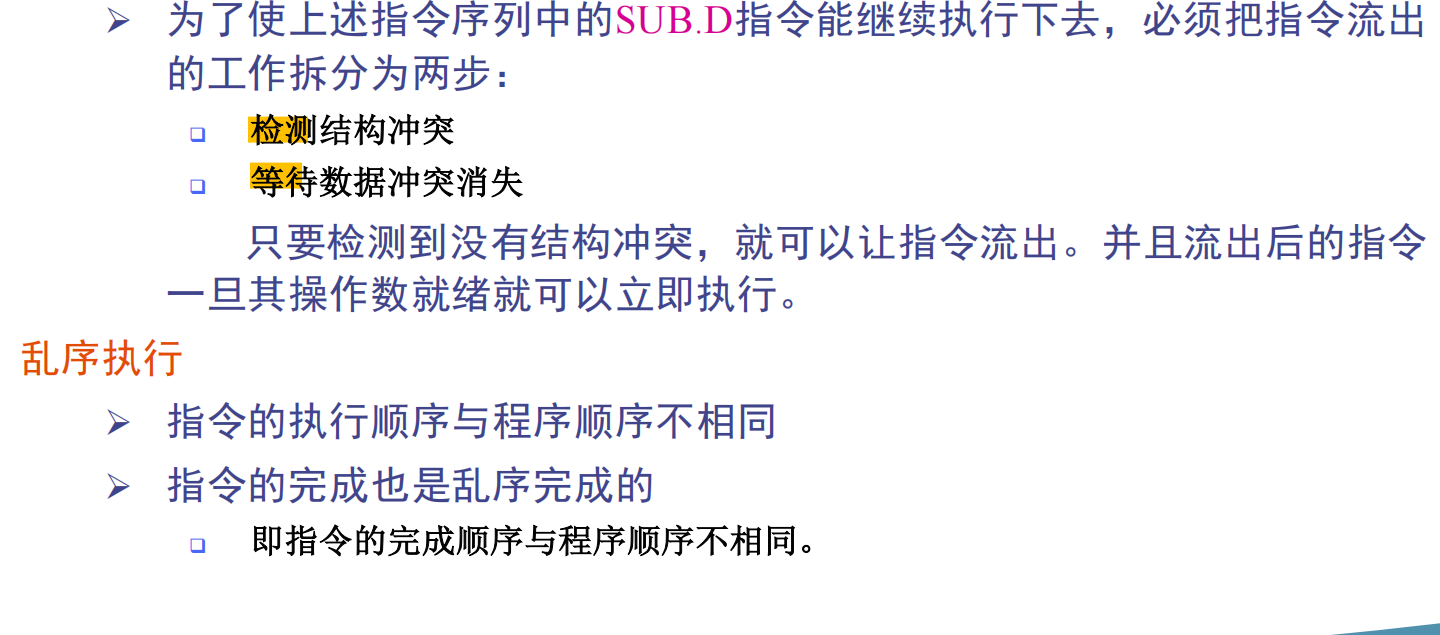 为了使上述指令序列中的SUB.D指令能继续执行下去，必须把指令流出
的工作拆分为两步：
检测结构冲突
等待数据冲突消失
只要检测到没有结构冲突，就可以让指令流出。并且流出后的指令
一旦其操作数就绪就可以立即执行。
乱序执行
指令的执行顺序与程序顺序不相同
指令的完成也是乱序完成的
即指令的完成顺序与程序顺序不相同。